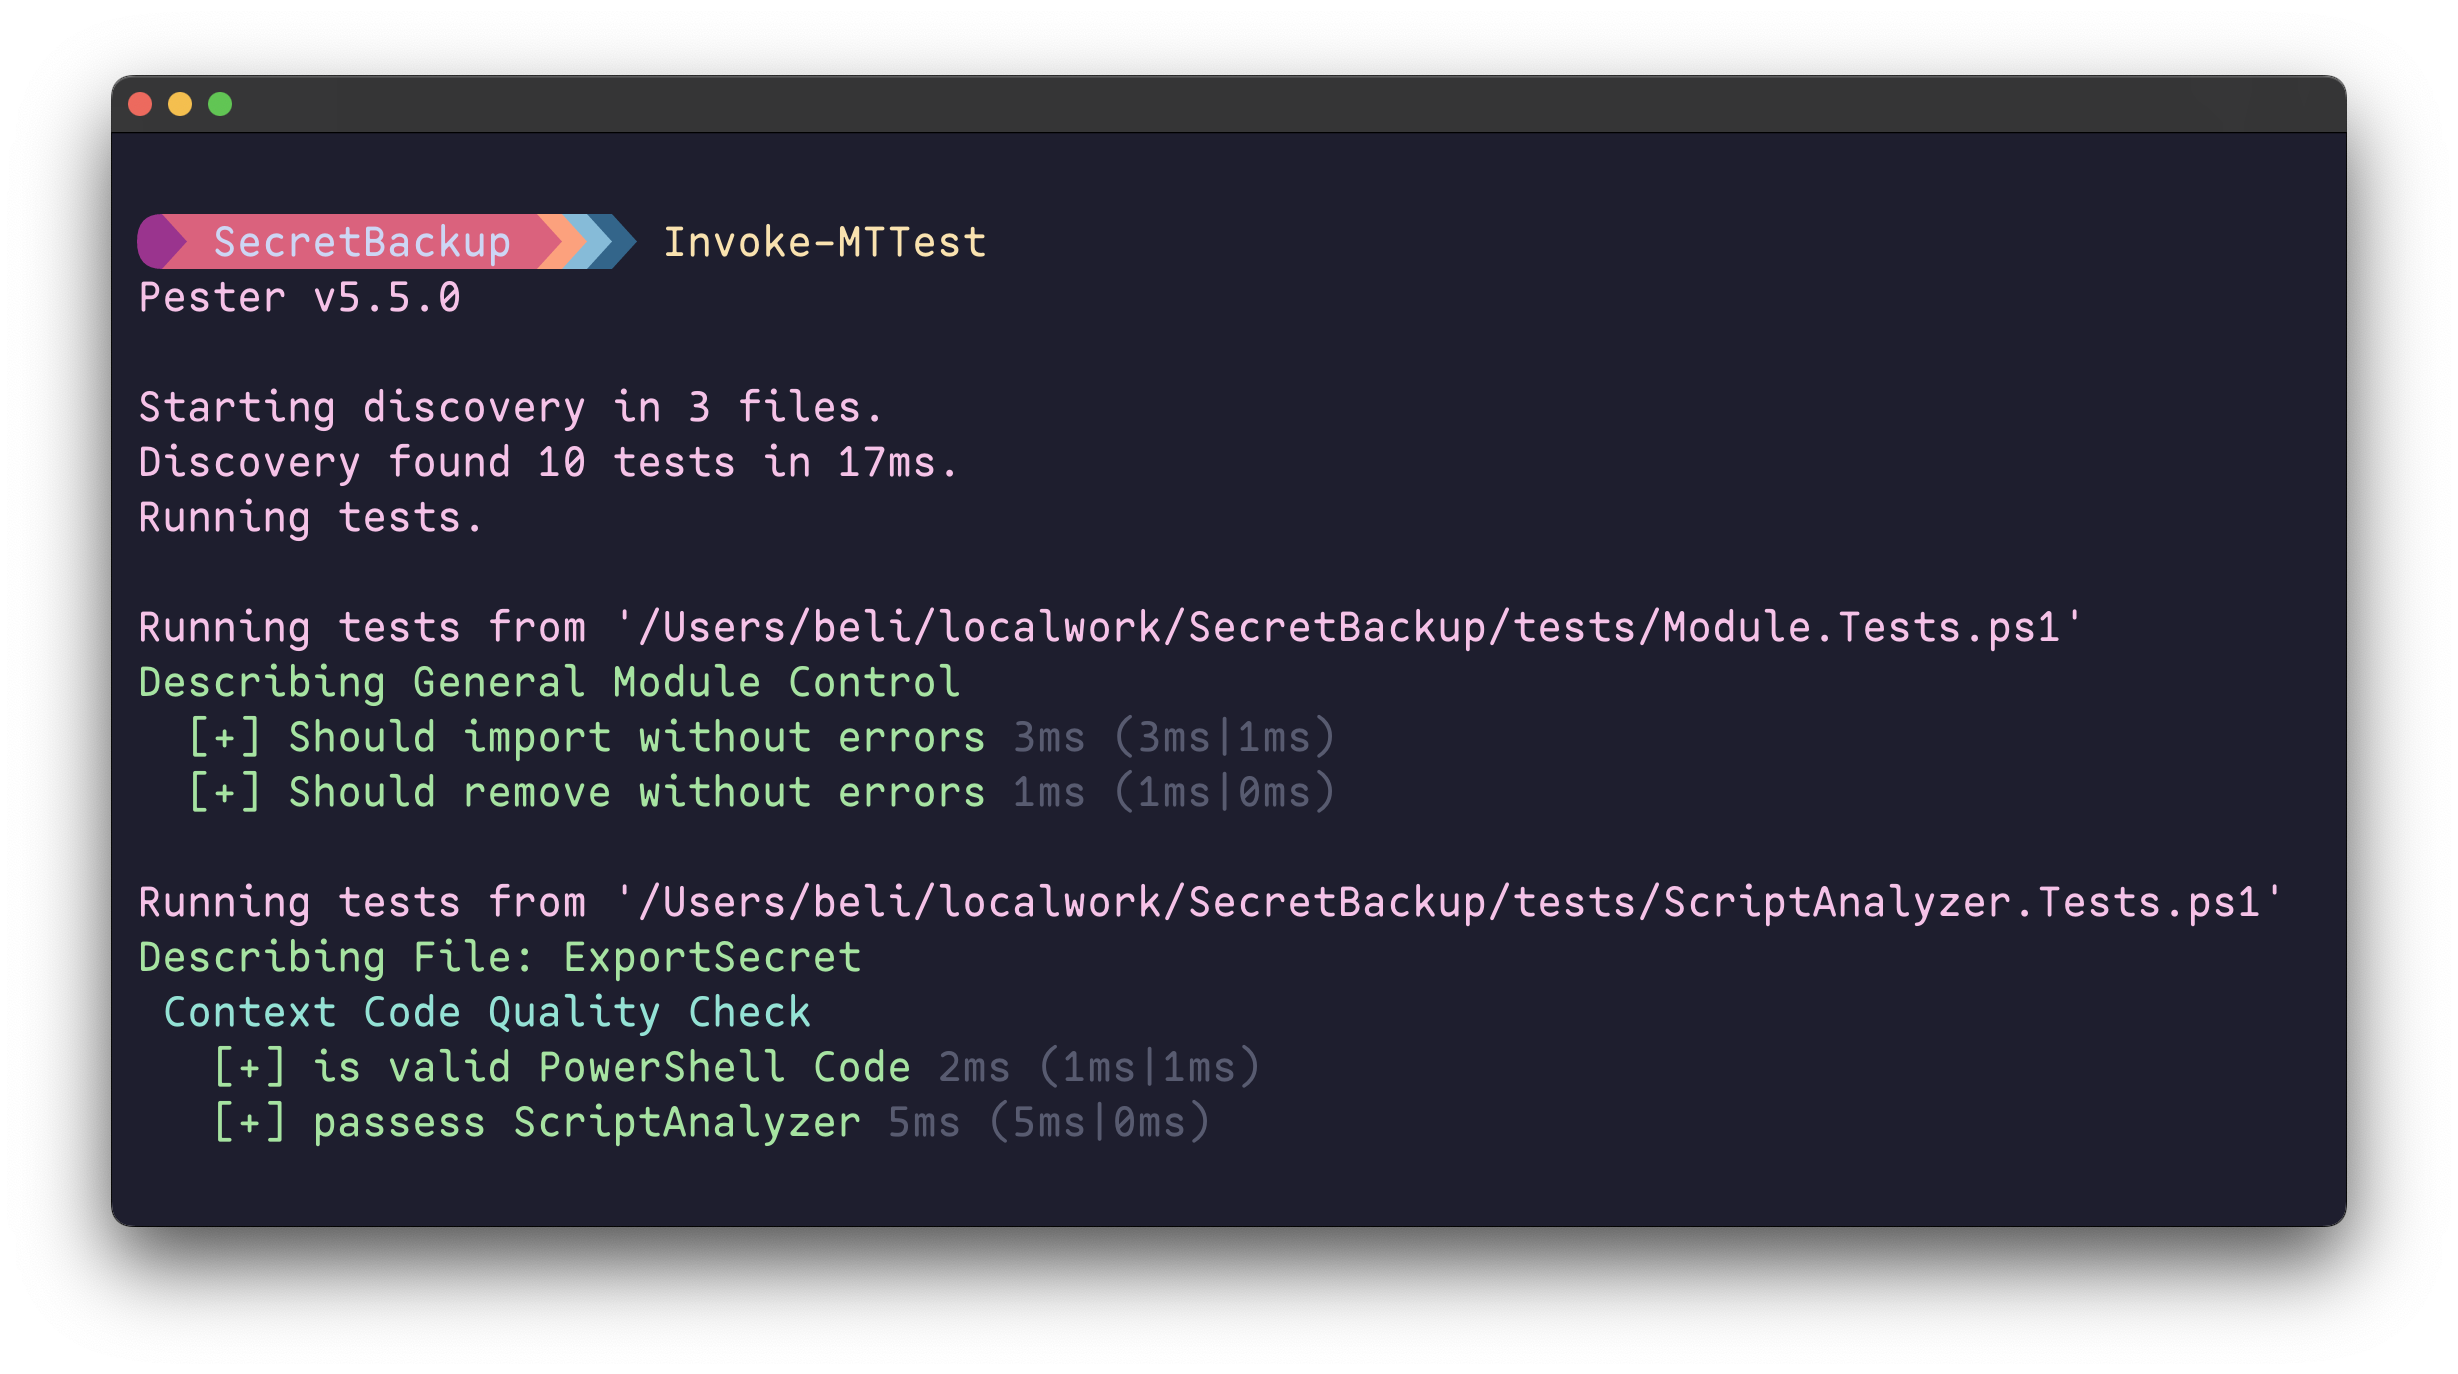 SecretBackup Invoke-MTTest
Pester v5.5.0
Starting discovery in 3 files.
Discovery found 10 tests in 17ms.
Running tests.
Running tests from '/Users/beli/localwork/SecretBackup/tests/Module.Tests.ps1'
Describing General Module Control
[+] Should import without errors 3ms (3ms|1ms)
[+] Should remove without errors 1ms (1ms|0ms)
Running tests from '/Users/beli/localwork/SecretBackup/tests/ScriptAnalyzer.Tests.ps1'
Describing File: ExportSecret
Context Code Quality Check
[+] is valid PowerShell Code 2ms (1ms|1ms)
[+] passess ScriptAnalyzer 5ms (5ms|0ms)